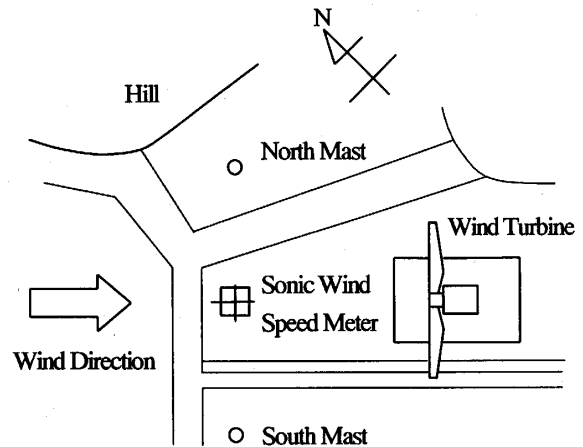 N
Hill
North Mast
Wind Turbine
Sonic Wind
Speed Meter
Wind Direction
South Mast